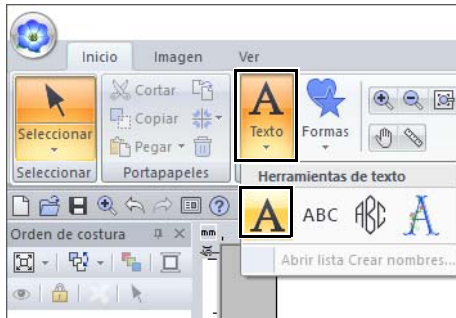 Inicio Imagen Ver
Seleccionar
Cortar
Copiar
Pegar
A
Texto
Formas
Seleccionar Portapapeles
Herramientas de texto
A ABC ABC A
Orden de costura
mm
Abrir lista Crear nombres...